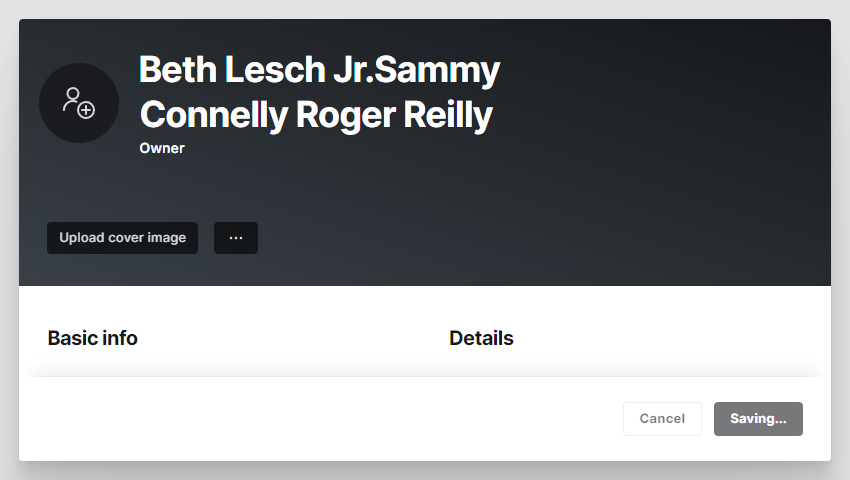 Beth Lesch Jr.Sammy
Connelly Roger Reilly
Owner
Upload cover image
...
Basic info
Details
Cancel
Saving...